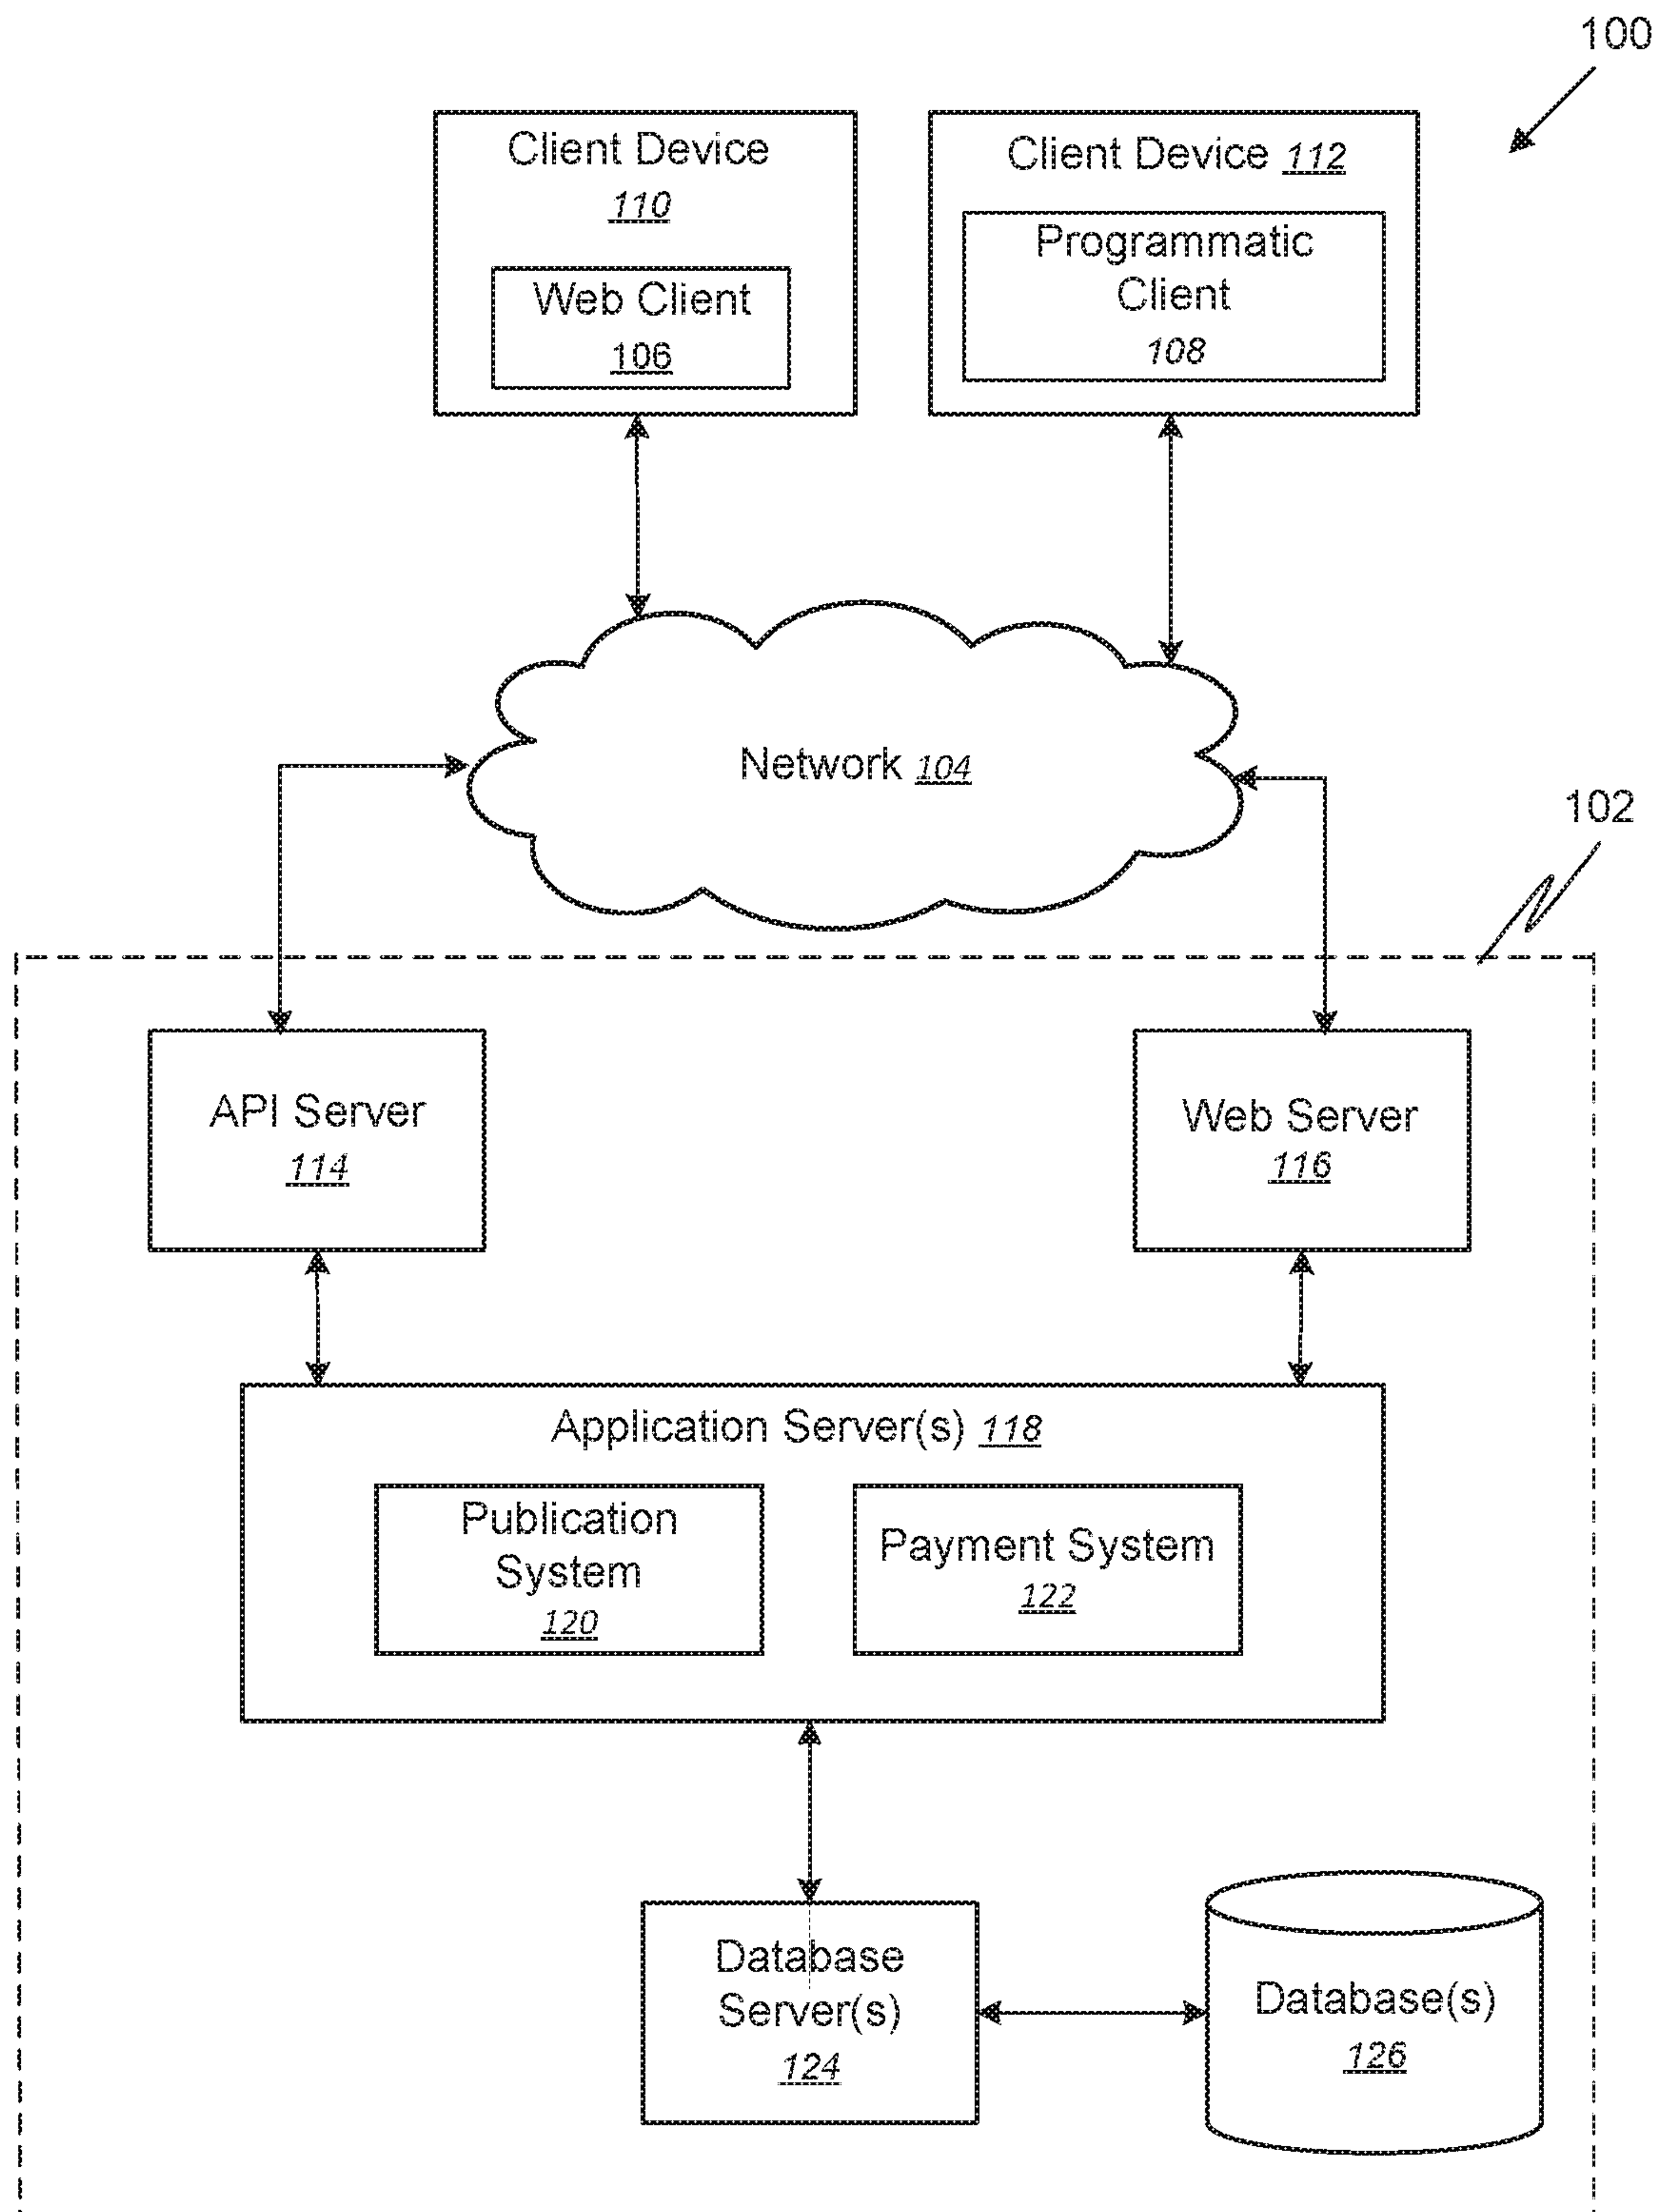 100
Client Device
110
Web Client
106
Client Device 112
Programmatic
Client
108
Network 104
102
API Server
114
Web Server
116
Application Server(s) 118
Publication
System
120
Payment System
122
Database
Server(s)
124
Database(s)
126